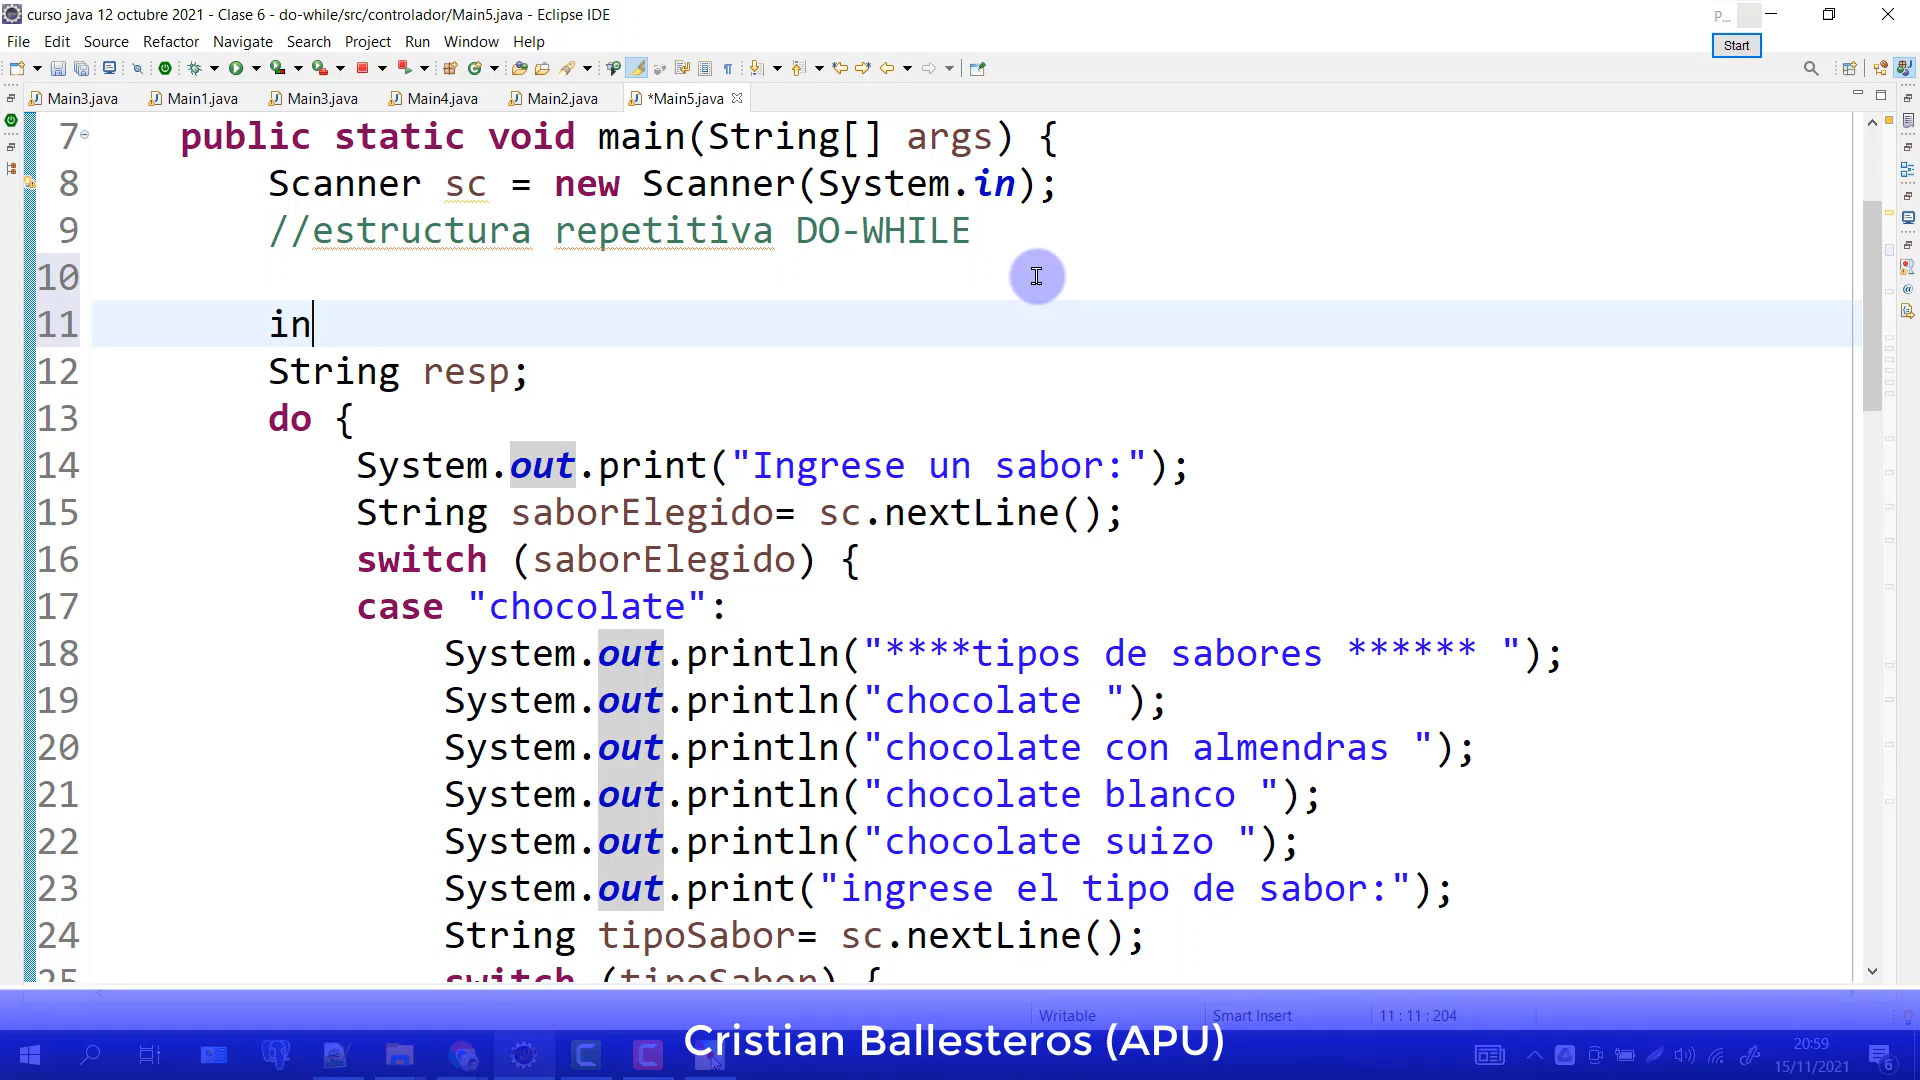 curso java 12 octubre 2021 - Clase 6 - do-while/src/controlador/Main5.java - Eclipse IDE
P...
Start
File Edit Source Refactor Navigate Search Project Run Window Help
Main3.java Main1.java Main3.java Main4.java Main2.java *Main5.java
7 public static void main(String[] args) {
8 Scanner sc = new Scanner(System.in);
9 //estructura repetitiva DO-WHILE
10
11 in
12 String resp;
13 do {
14 System.out.print("Ingrese un sabor:");
15 String saborElegido= sc.nextLine();
16 switch (saborElegido) {
17 case "chocolate":
18 System.out.println("****tipos de sabores ****** ");
19 System.out.println("chocolate ");
20 System.out.println("chocolate con almendras ");
21 System.out.println("chocolate blanco ");
22 System.out.println("chocolate suizo ");
23 System.out.print("ingrese el tipo de sabor:");
24 String tipoSabor= sc.nextLine();
25 switch (tipoSabor) {
Writable Smart Insert 11 : 11 : 204
Cristian Ballesteros (APU)
20:59
15/11/2021
6